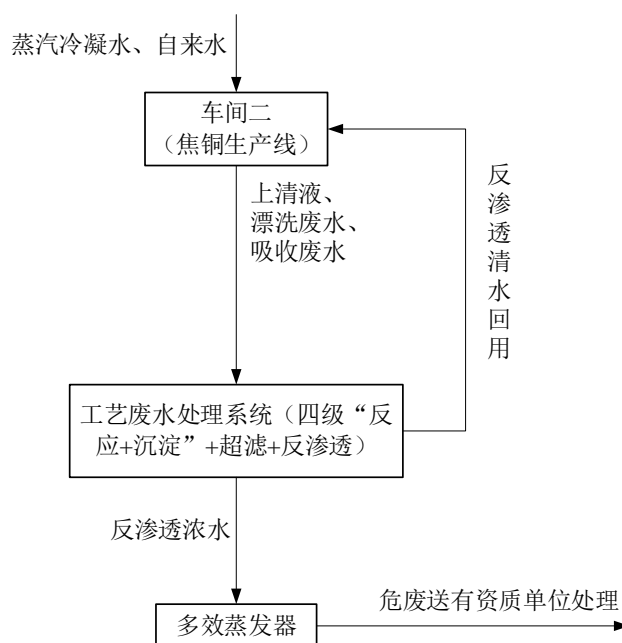 蒸汽冷凝水、自来水
车间二
（焦铜生产线）
上清液、
漂洗废水、
吸收废水
反
渗
透
清
水
回
用
工艺废水处理系统（四级“反
应+沉淀”+超滤+反渗透）
反渗透浓水
危废送有资质单位处理
多效蒸发器